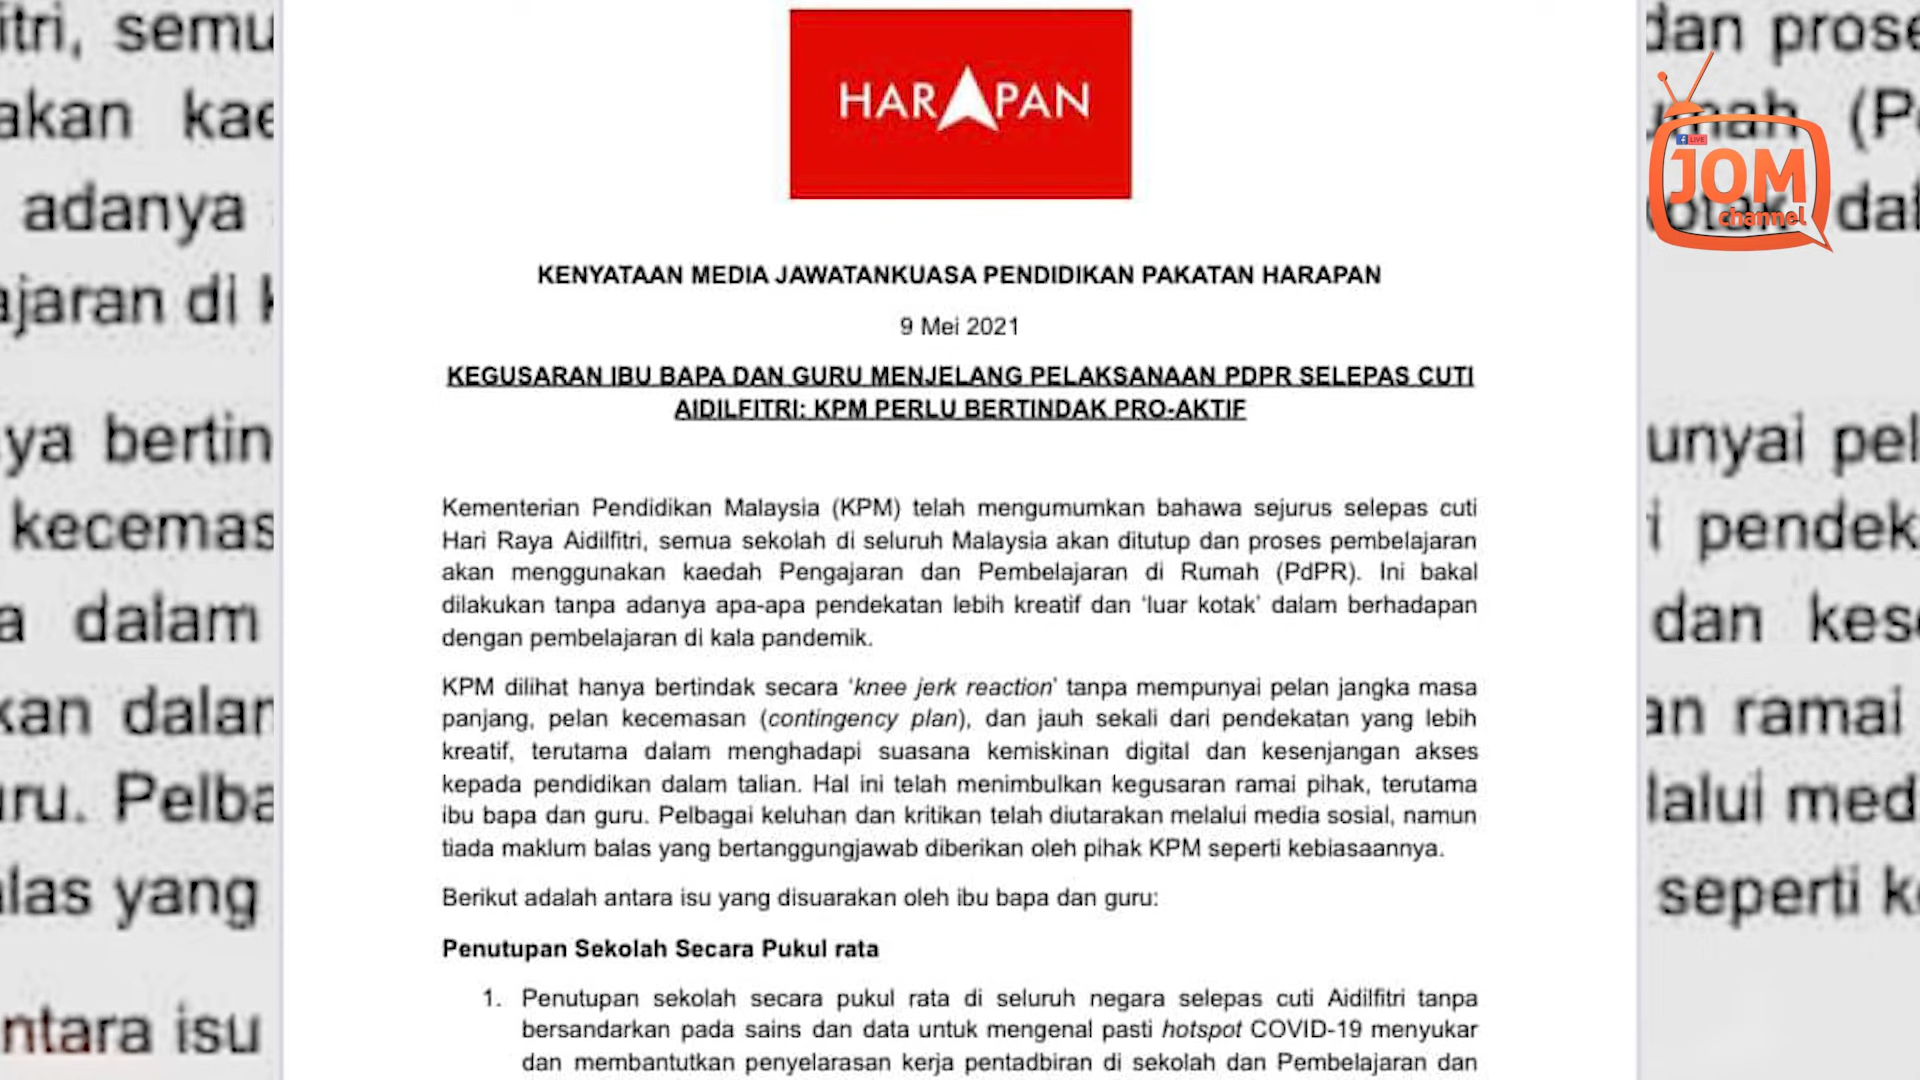 HARAPAN
LIVE
JOM
channel
KENYATAAN MEDIA JAWATANKUASA PENDIDIKAN PAKATAN HARAPAN
9 Mei 2021
KEGUSARAN IBU BAPA DAN GURU MENJELANG PELAKSANAAN PDPR SELEPAS CUTI
AIDILFITRI: KPM PERLU BERTINDAK PRO-AKTIF
Kementerian Pendidikan Malaysia (KPM) telah mengumumkan bahawa sejurus selepas cuti
Hari Raya Aidilfitri, semua sekolah di seluruh Malaysia akan ditutup dan proses pembelajaran
akan menggunakan kaedah Pengajaran dan Pembelajaran di Rumah (PdPR). Ini bakal
dilakukan tanpa adanya apa-apa pendekatan lebih kreatif dan ‘luar kotak’ dalam berhadapan
dengan pembelajaran di kala pandemik.
KPM dilihat hanya bertindak secara ‘knee jerk reaction’ tanpa mempunyai pelan jangka masa
panjang, pelan kecemasan (contingency plan), dan jauh sekali dari pendekatan yang lebih
kreatif, terutama dalam menghadapi suasana kemiskinan digital dan kesenjangan akses
kepada pendidikan dalam talian. Hal ini telah menimbulkan kegusaran ramai pihak, terutama
ibu bapa dan guru. Pelbagai keluhan dan kritikan telah diutarakan melalui media sosial, namun
tiada maklum balas yang bertanggungjawab diberikan oleh pihak KPM seperti kebiasaannya.
Berikut adalah antara isu yang disuarakan oleh ibu bapa dan guru:
Penutupan Sekolah Secara Pukul rata
1. Penutupan sekolah secara pukul rata di seluruh negara selepas cuti Aidilfitri tanpa
bersandarkan pada sains dan data untuk mengenal pasti hotspot COVID-19 menyukar
dan membantutkan penyelarasan kerja pentadbiran di sekolah dan Pembelajaran dan